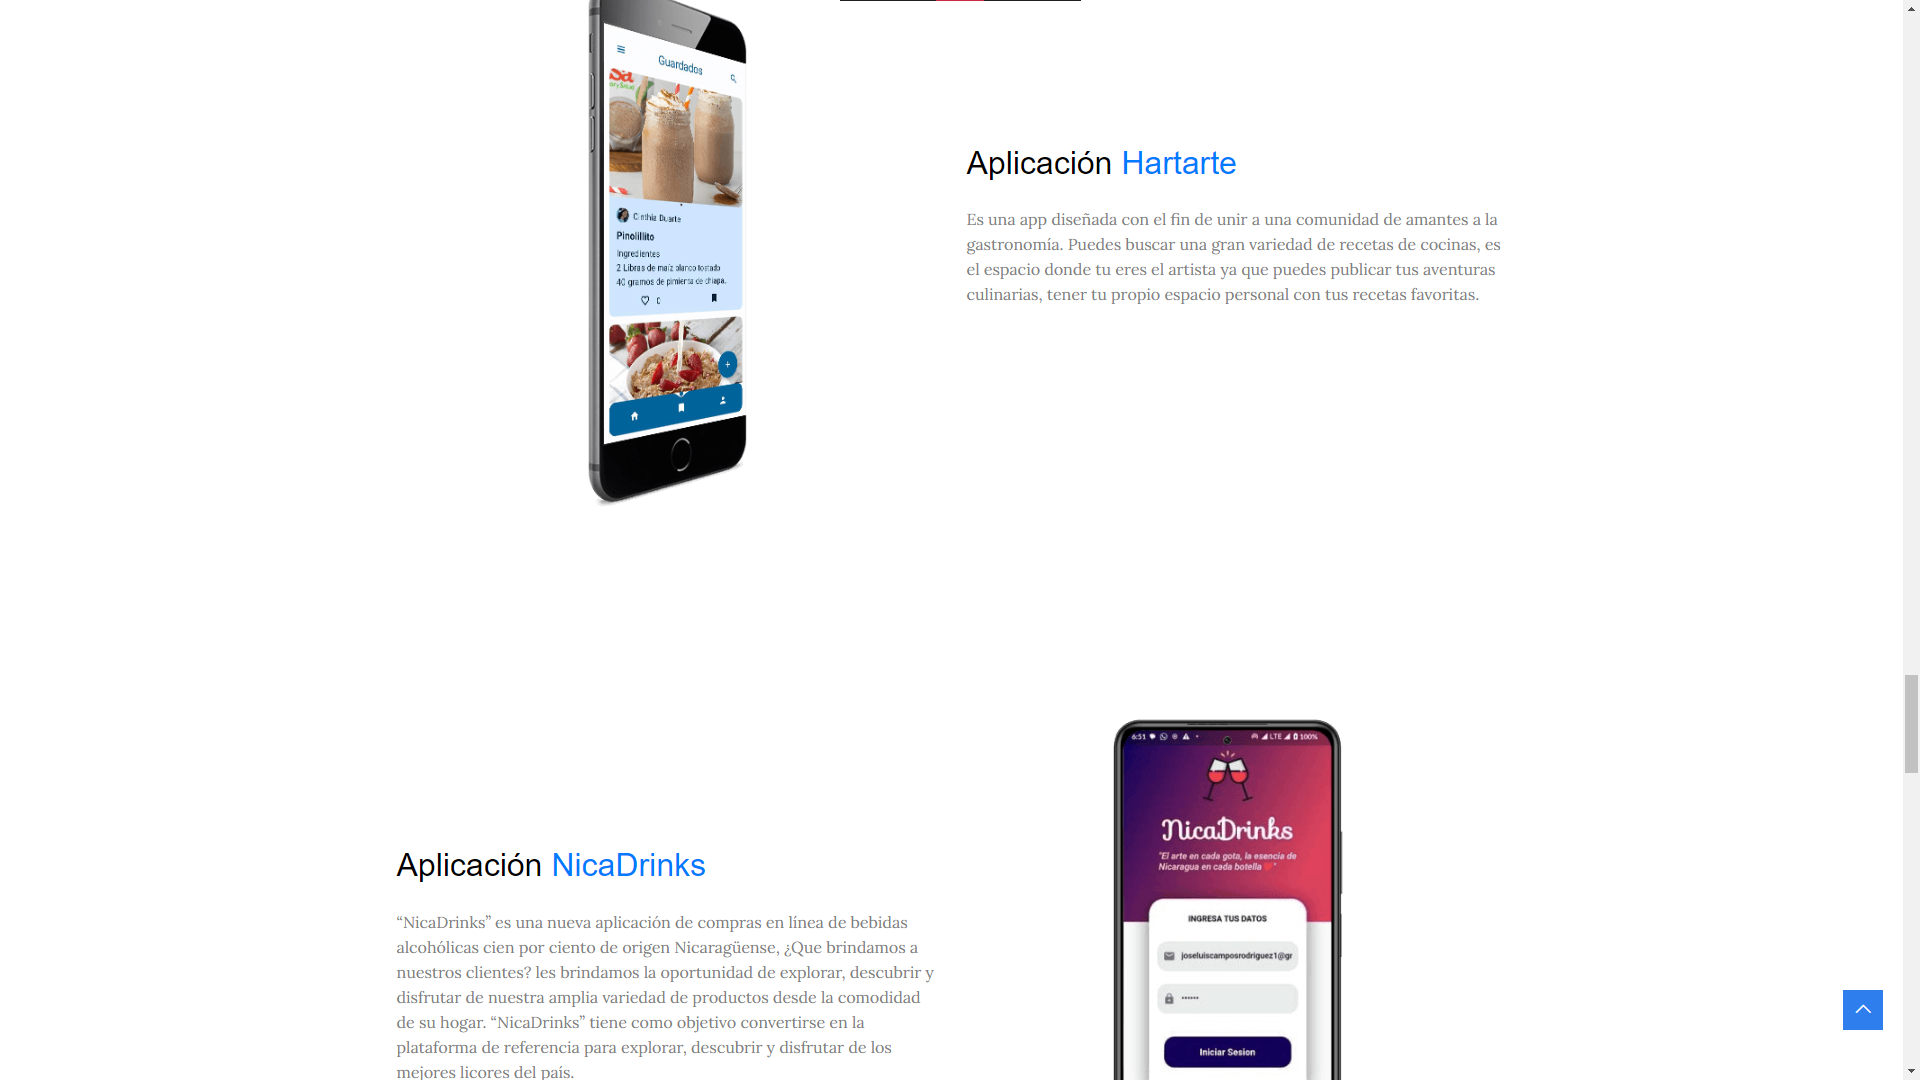 Guardados
Cinthia Duarte
Pinolillito
Ingredientes
2 Libras de maíz blanco tostado
40 gramos de pimienta de chiapa.
0
Aplicación Hartarte
Es una app diseñada con el fin de unir a una comunidad de amantes a la
gastronomía. Puedes buscar una gran variedad de recetas de cocinas, es
el espacio donde tu eres el artista ya que puedes publicar tus aventuras
culinarias, tener tu propio espacio personal con tus recetas favoritas.
Aplicación NicaDrinks
“NicaDrinks” es una nueva aplicación de compras en línea de bebidas
alcohólicas cien por ciento de origen Nicaragüense, ¿Que brindamos a
nuestros clientes? les brindamos la oportunidad de explorar, descubrir y
disfrutar de nuestra amplia variedad de productos desde la comodidad
de su hogar. “NicaDrinks” tiene como objetivo convertirse en la
plataforma de referencia para explorar, descubrir y disfrutar de los
mejores licores del país.
6:51 LTE 100%
NicaDrinks
"El arte en cada gota, la esencia de
Nicaragua en cada botella❤️"
INGRESA TUS DATOS
joseluiscamposrodriguez1@gr
••••••
Iniciar Sesion